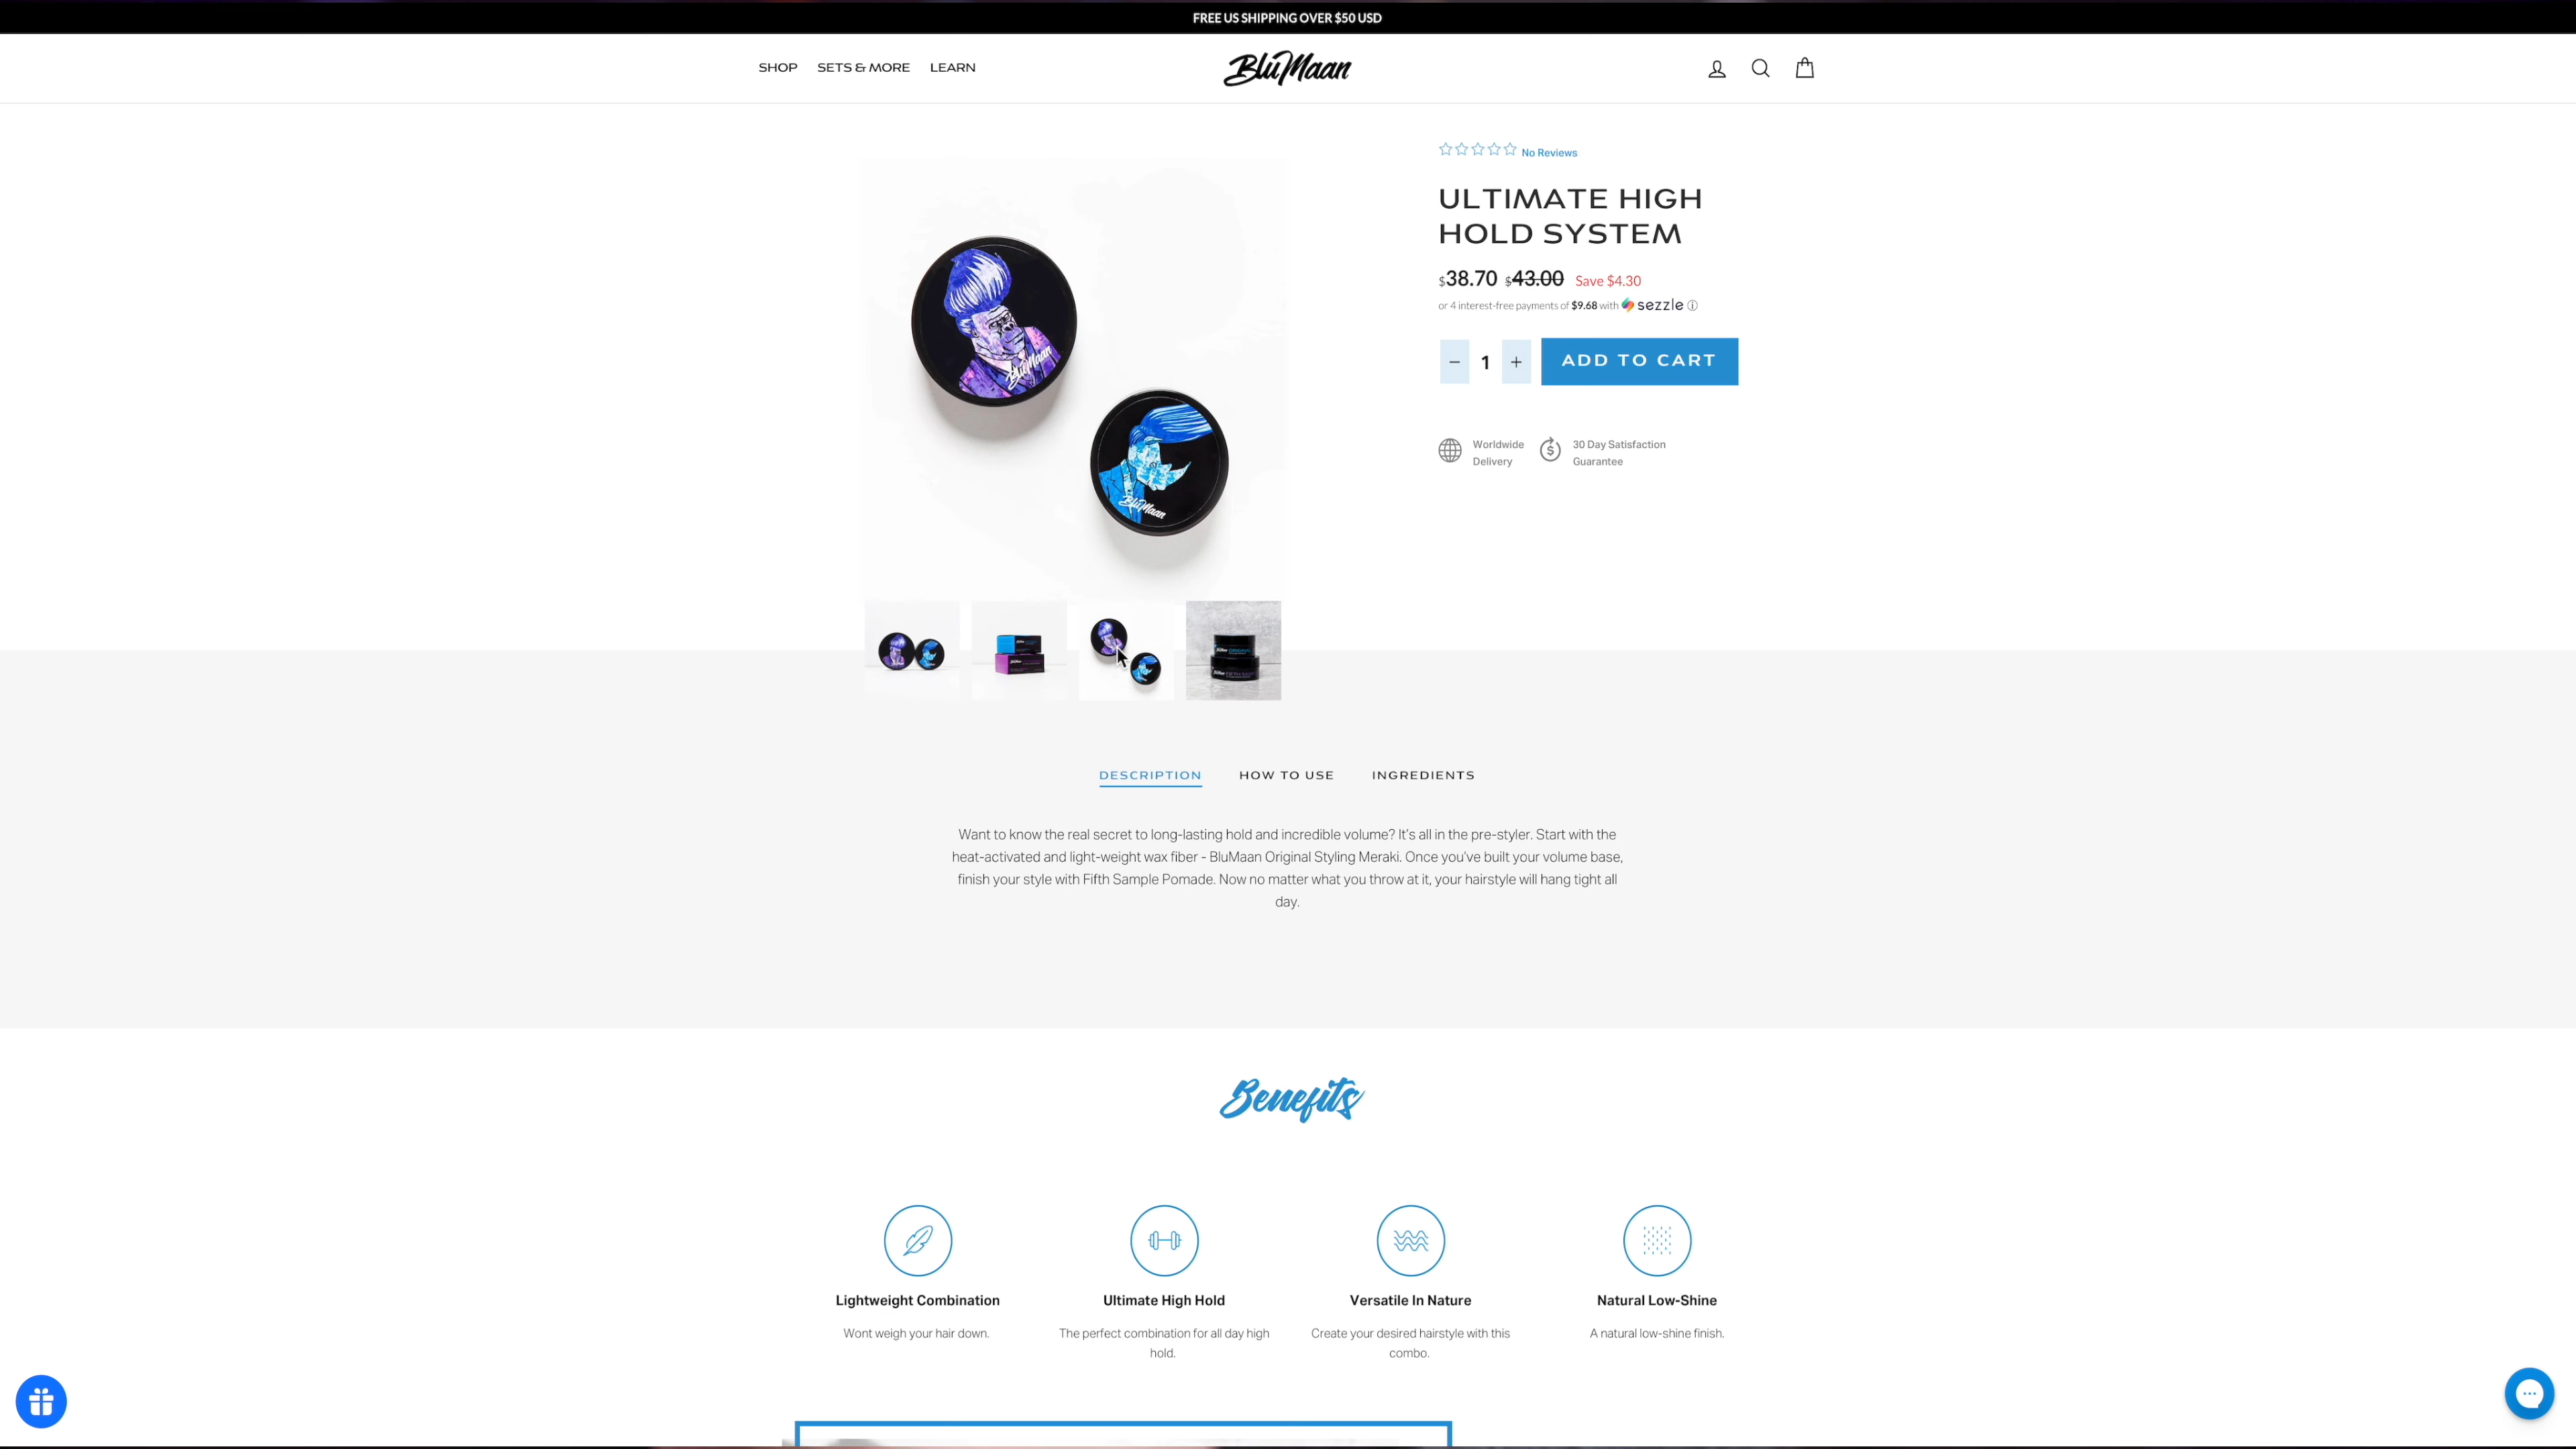 FREE US SHIPPING OVER $50 USD
SHOP SETS & MORE LEARN
BluMaan
No Reviews
ULTIMATE HIGH
HOLD SYSTEM
$38.70 $43.00 Save $4.30
or 4 interest-free payments of $9.68 with sezzle
1
ADD TO CART
Worldwide
Delivery
30 Day Satisfaction
Guarantee
BluMaan
BluMaan
DESCRIPTION HOW TO USE INGREDIENTS
Want to know the real secret to long-lasting hold and incredible volume? It's all in the pre-styler. Start with the
heat-activated and light-weight wax fiber - BluMaan Original Styling Meraki. Once you've built your volume base,
finish your style with Fifth Sample Pomade. Now no matter what you throw at it, your hairstyle will hang tight all
day.
Benefits
Lightweight Combination
Wont weigh your hair down.
Ultimate High Hold
The perfect combination for all day high
hold.
Versatile In Nature
Create your desired hairstyle with this
combo.
Natural Low-Shine
A natural low-shine finish.